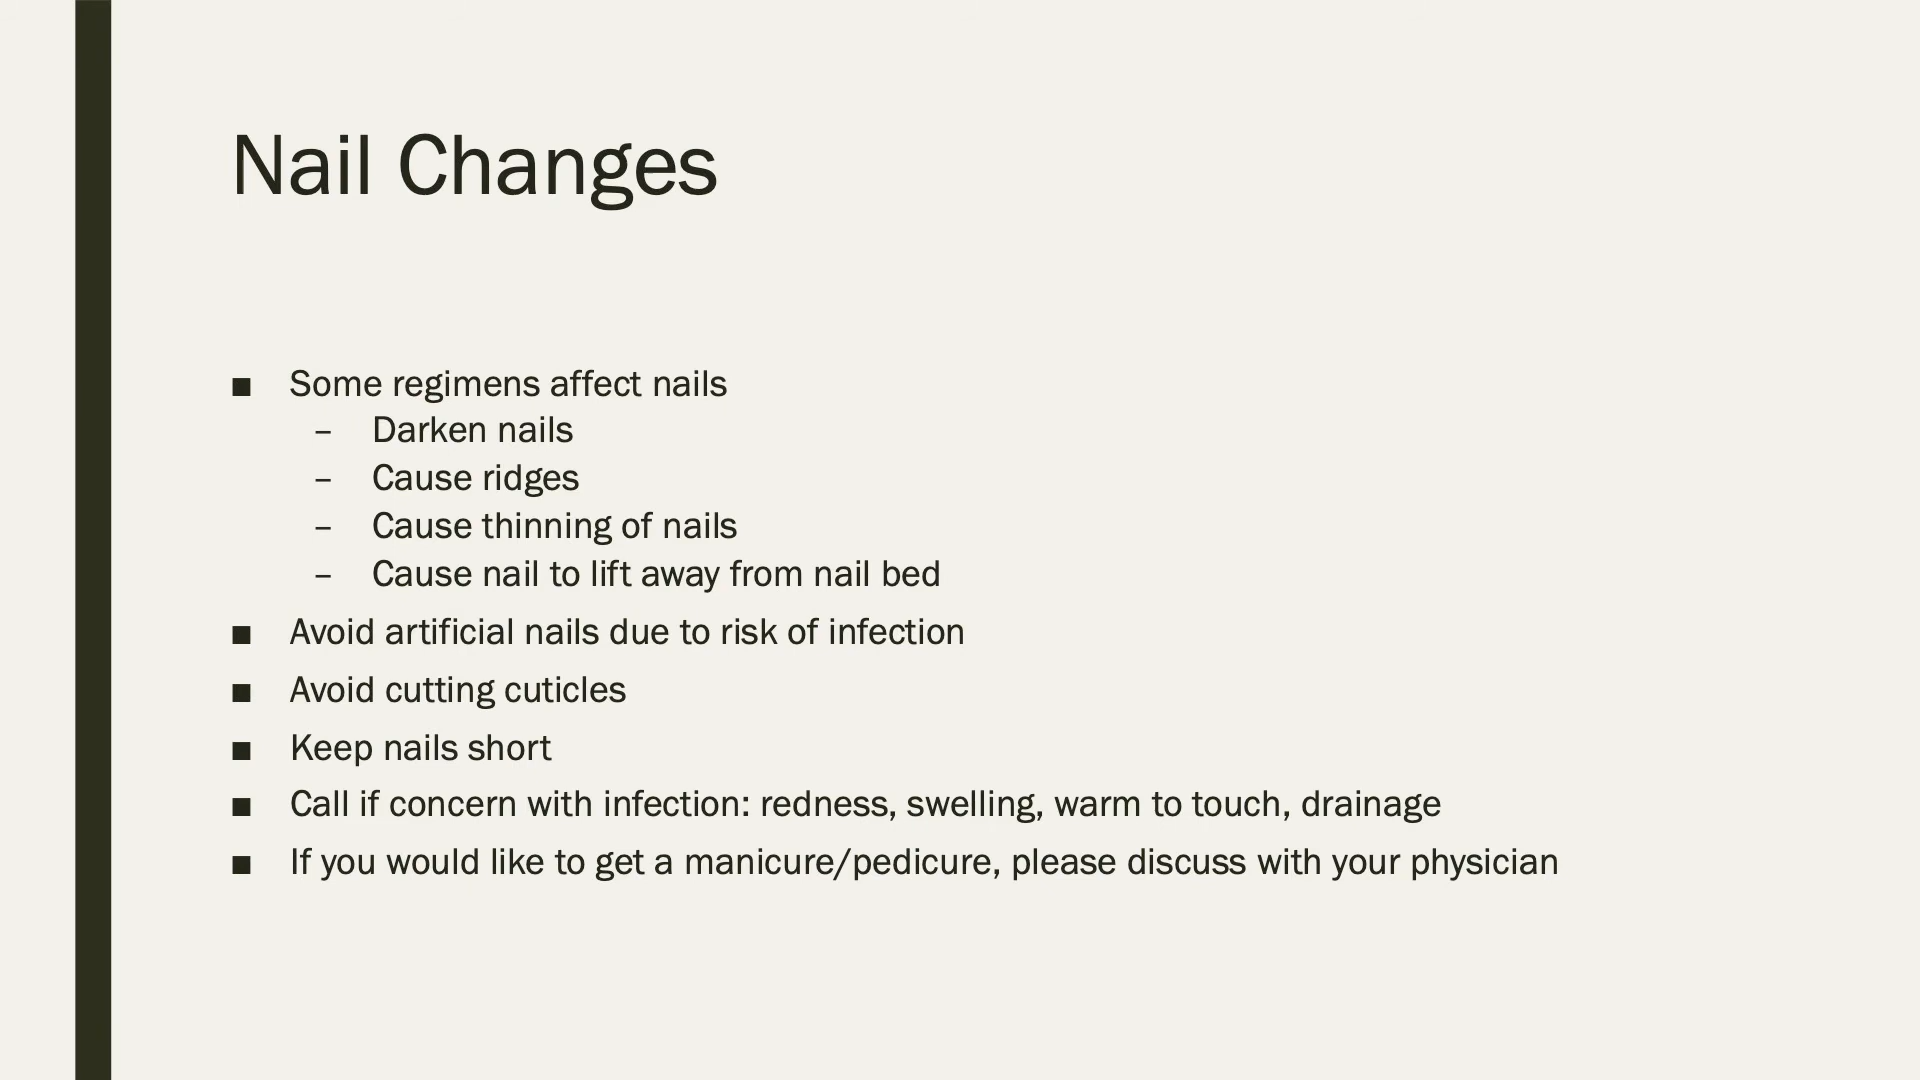 Nail Changes
■ Some regimens affect nails
– Darken nails
– Cause ridges
– Cause thinning of nails
– Cause nail to lift away from nail bed
■ Avoid artificial nails due to risk of infection
■ Avoid cutting cuticles
■ Keep nails short
■ Call if concern with infection: redness, swelling, warm to touch, drainage
■ If you would like to get a manicure/pedicure, please discuss with your physician